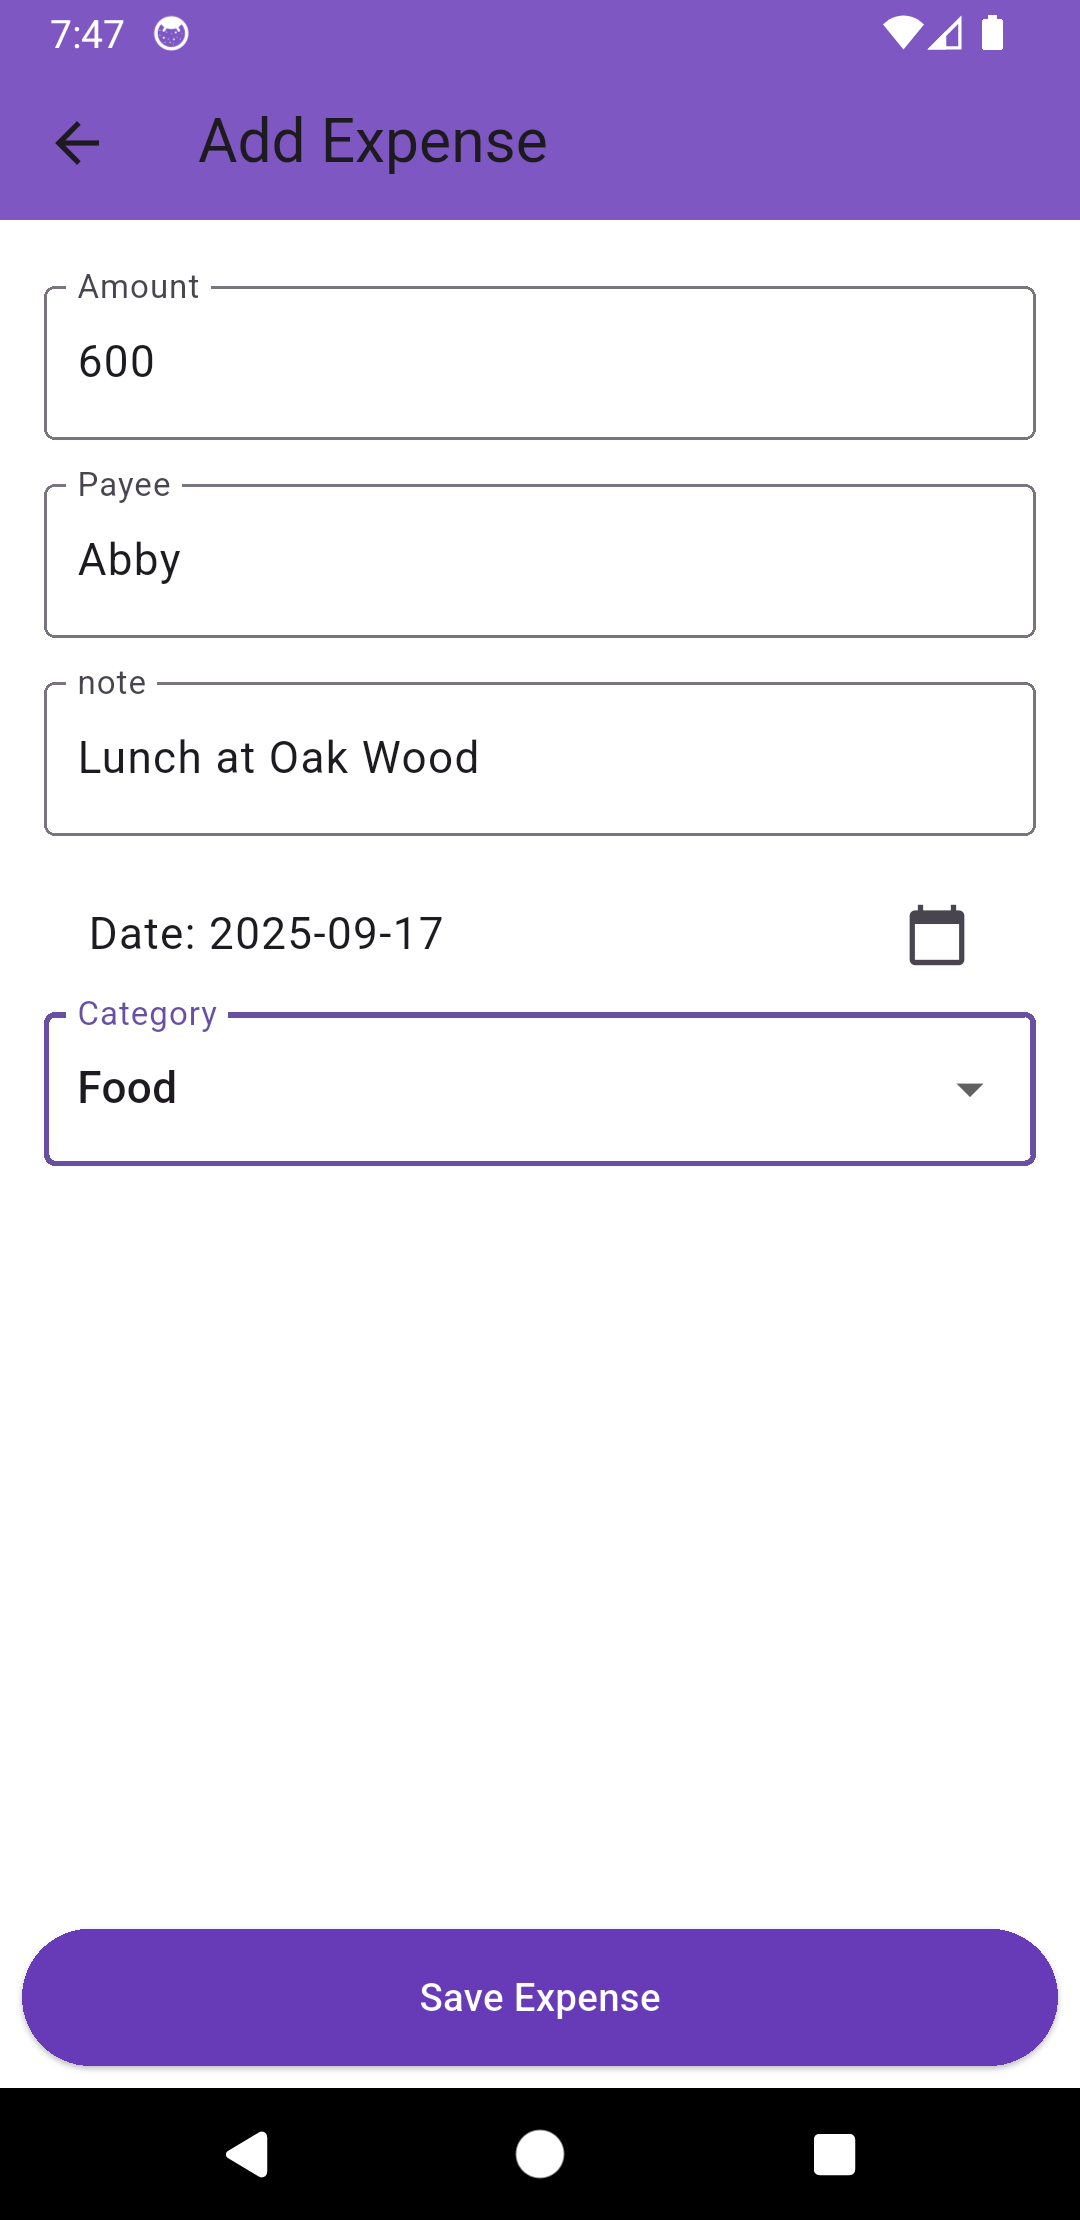 7:47
Add Expense
Amount
600
Payee
Abby
note
Lunch at Oak Wood
Date: 2025-09-17
Category
Food
Save Expense